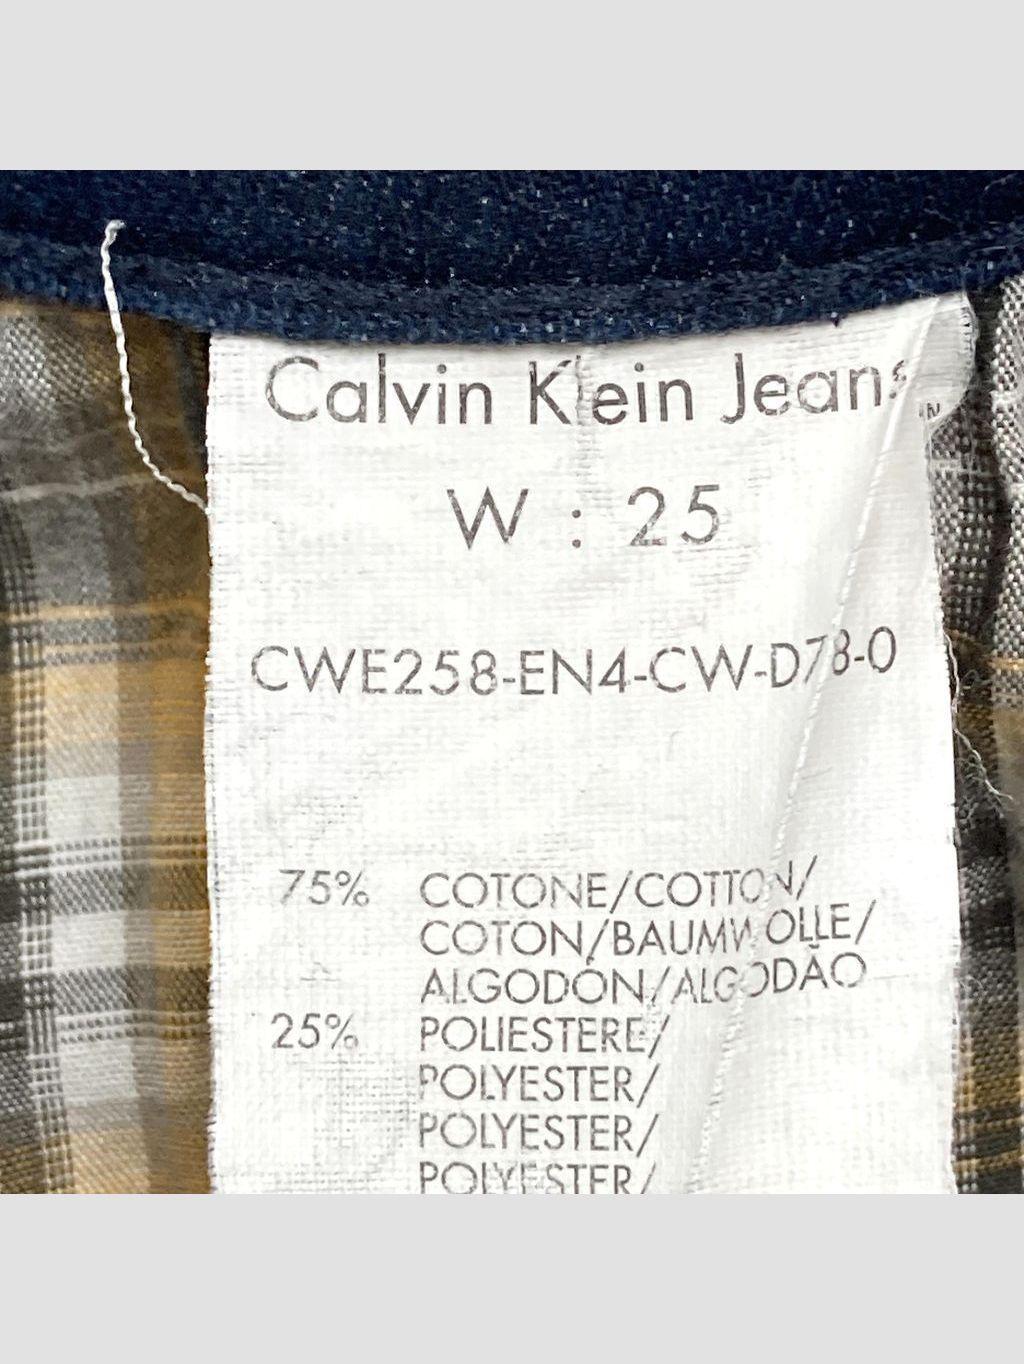 Calvin Klein Jeans
W : 25
CWE258-EN4-CW-D78-0
75% COTONE/COTTON/
COTON/BAUMWOLLE/
ALGODÓN/ALGODÃO
25% POLIESTERE/
POLYESTER/
POLYESTER/
POLYESTER/